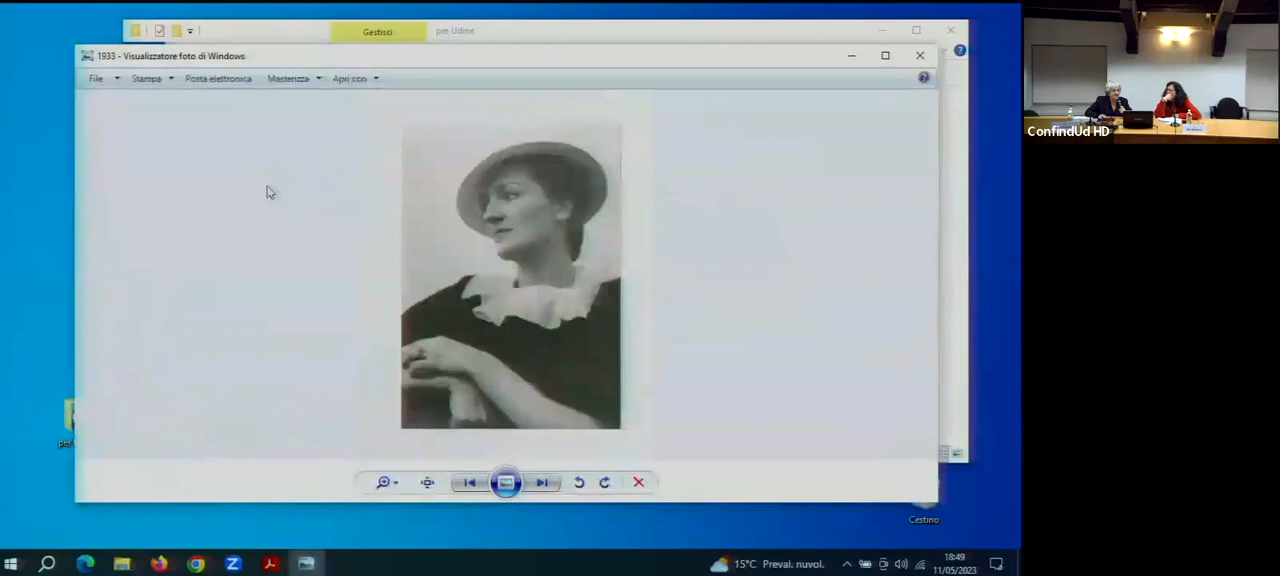 Gestisci
per Udine
1933 - Visualizzatore foto di Windows
File
Stampa
Posta elettronica
Masterizza
Apri con
ConfindUd HD
per
Cestino
15°C Preval. nuvol.
18:49
11/05/2023